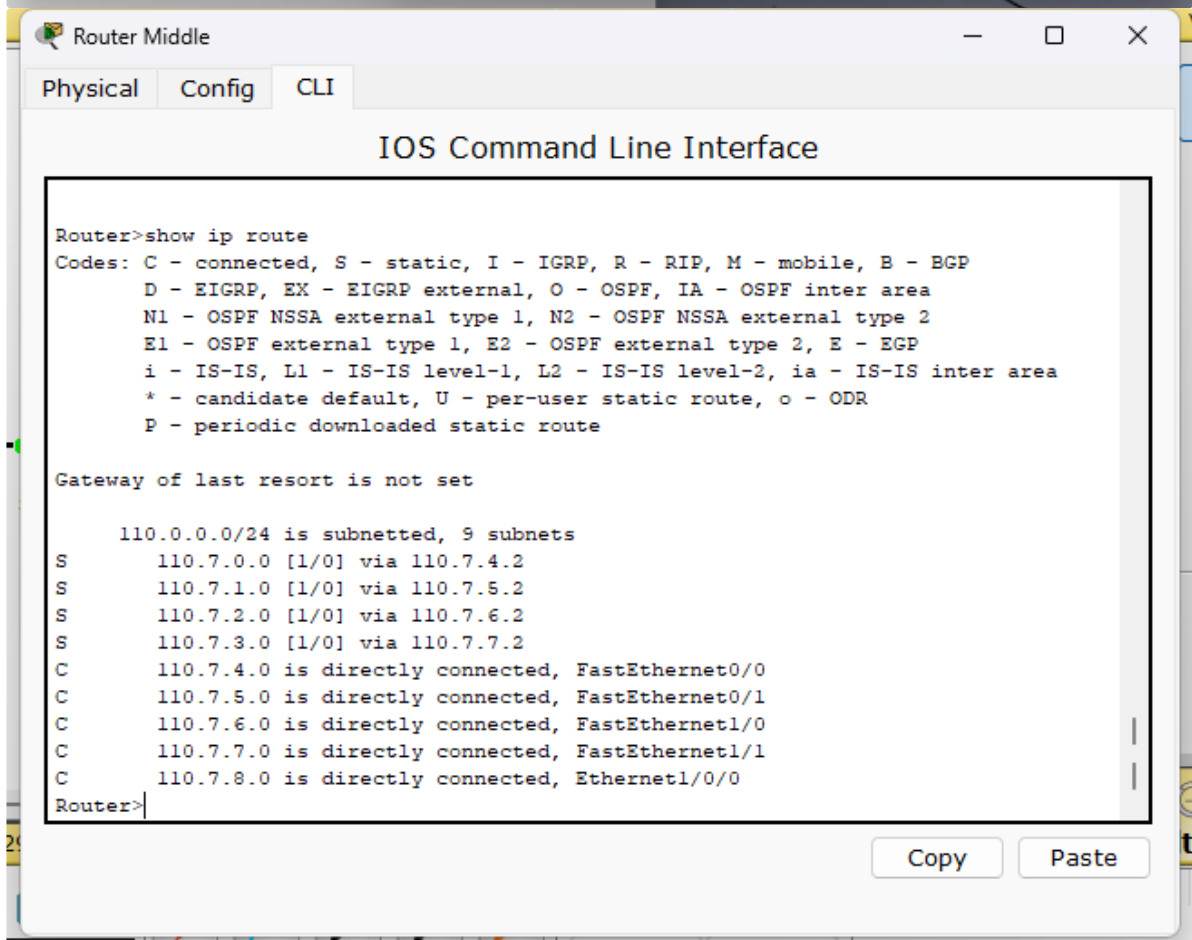 Router Middle
Physical Config CLI
IOS Command Line Interface
Router>show ip route
Codes: C - connected, S - static, I - IGRP, R - RIP, M - mobile, B - BGP
D - EIGRP, EX - EIGRP external, O - OSPF, IA - OSPF inter area
N1 - OSPF NSSA external type 1, N2 - OSPF NSSA external type 2
E1 - OSPF external type 1, E2 - OSPF external type 2, E - EGP
i - IS-IS, L1 - IS-IS level-1, L2 - IS-IS level-2, ia - IS-IS inter area
* - candidate default, U - per-user static route, o - ODR
P - periodic downloaded static route
Gateway of last resort is not set
110.0.0.0/24 is subnetted, 9 subnets
S 110.7.0.0 [1/0] via 110.7.4.2
S 110.7.1.0 [1/0] via 110.7.5.2
S 110.7.2.0 [1/0] via 110.7.6.2
S 110.7.3.0 [1/0] via 110.7.7.2
C 110.7.4.0 is directly connected, FastEthernet0/0
C 110.7.5.0 is directly connected, FastEthernet0/1
C 110.7.6.0 is directly connected, FastEthernet1/0
C 110.7.7.0 is directly connected, FastEthernet1/1
C 110.7.8.0 is directly connected, Ethernet1/0/0
Router>
Copy Paste